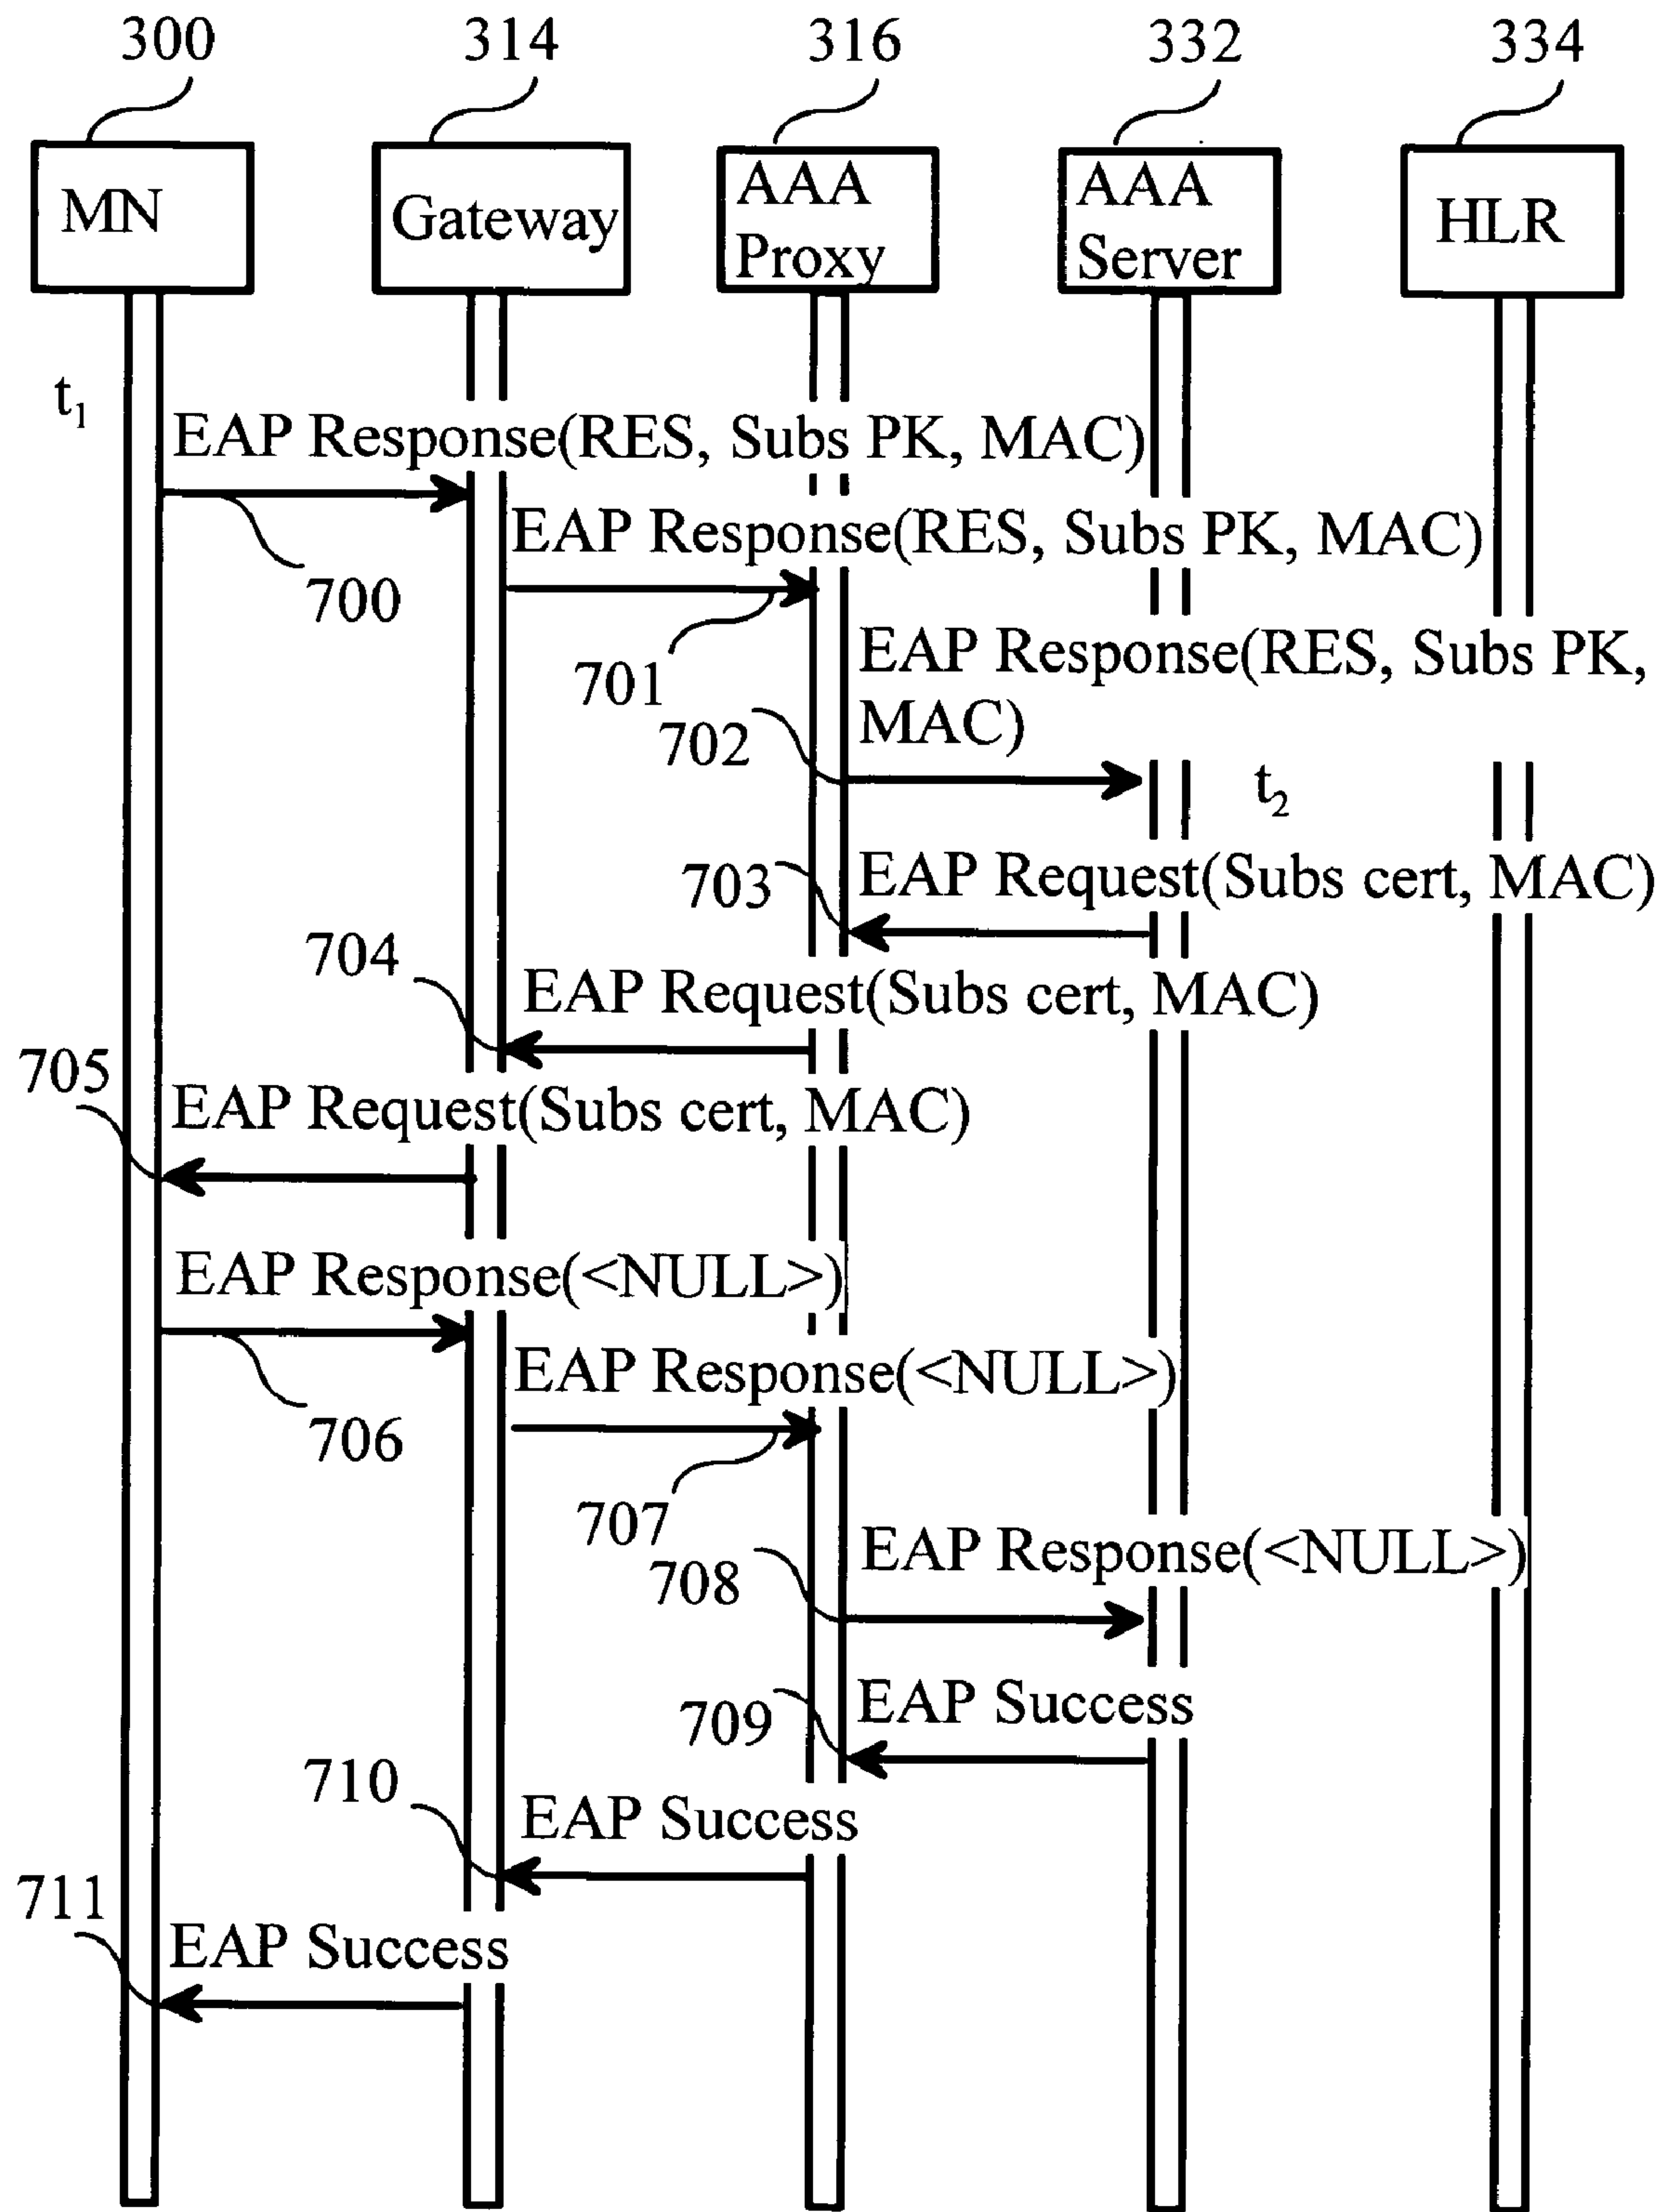 300
314
316
332
334
MN
Gateway
AAA
Proxy
AAA
Server
HLR
t₁
EAP Response(RES, Subs PK, MAC)
700
EAP Response(RES, Subs PK, MAC)
701
EAP Response(RES, Subs PK,
MAC)
702
t₂
703
EAP Request(Subs cert, MAC)
704
EAP Request(Subs cert, MAC)
705
EAP Request(Subs cert, MAC)
EAP Response(<NULL>)
706
EAP Response(<NULL>)
707
EAP Response(<NULL>)
708
EAP Success
709
710
EAP Success
711
EAP Success